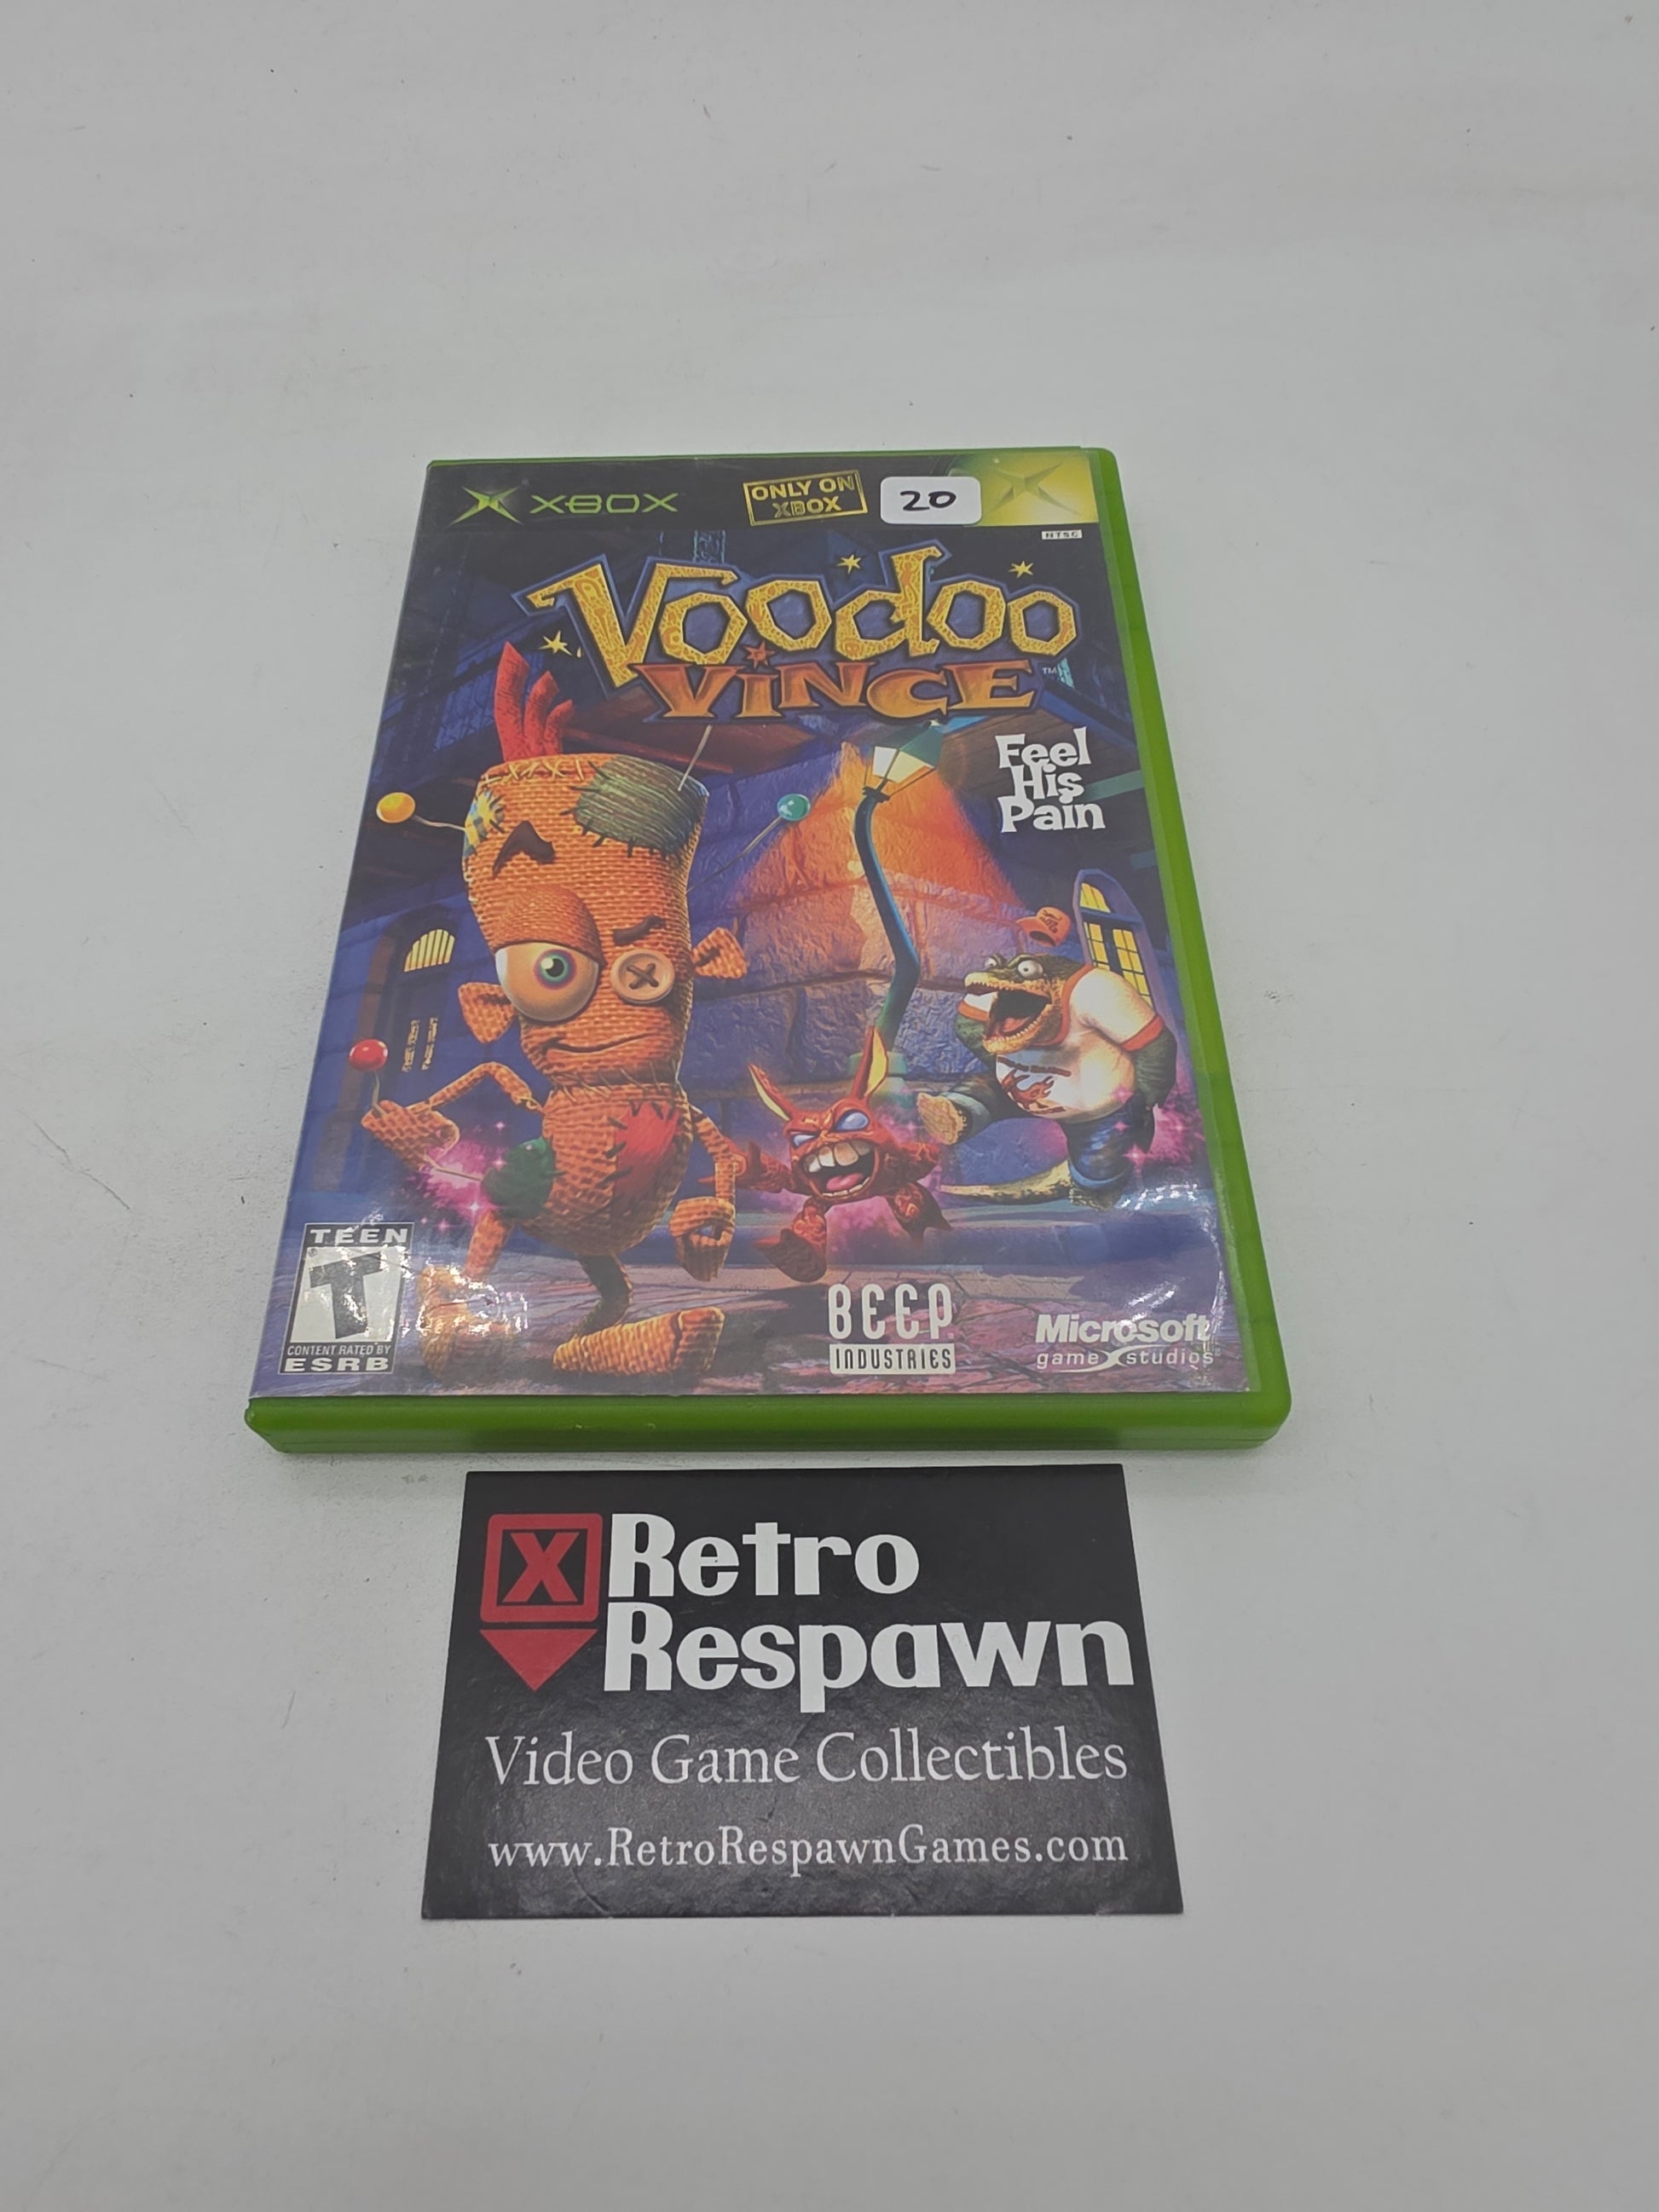 XBOX
ONLY ON
XBOX
20
NTSC
Voodoo
VINCE™
Feel
His
Pain
TEEN
T
CONTENT RATED BY
ESRB
BEEP
INDUSTRIES
Microsoft
game studios
X Retro
Respawn
Video Game Collectibles
www.RetroRespawnGames.com